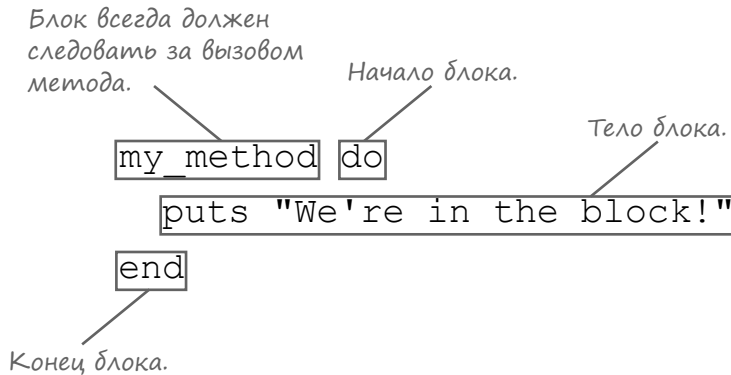 Блок всегда должен
следовать за вызовом
метода.
Начало блока.
Тело блока.
my_method do
puts "We're in the block!"
end
Конец блока.